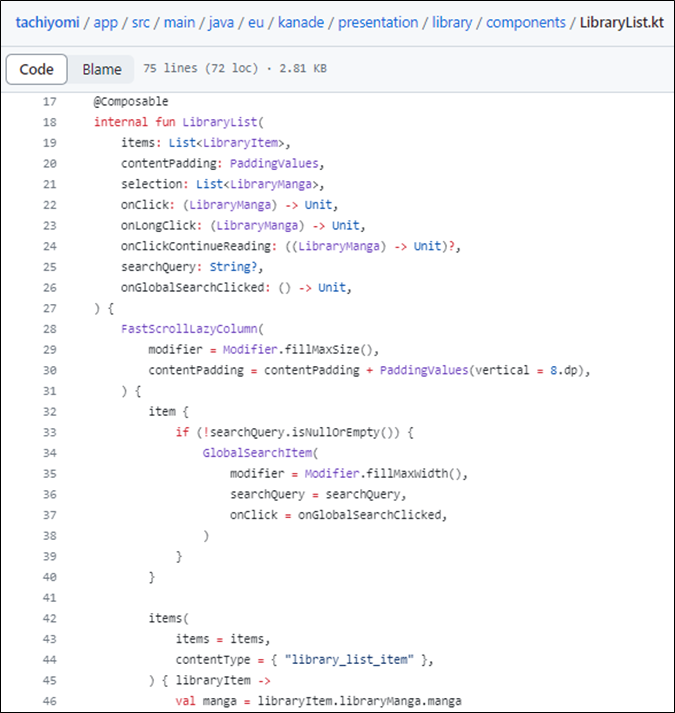 tachiyomi / app / src / main / java / eu / kanade / presentation / library / components / LibraryList.kt
Code Blame 75 lines (72 loc) · 2.81 KB
17 @Composable
18 internal fun LibraryList(
19 items: List<LibraryItem>,
20 contentPadding: PaddingValues,
21 selection: List<LibraryManga>,
22 onClick: (LibraryManga) -> Unit,
23 onLongClick: (LibraryManga) -> Unit,
24 onClickContinueReading: ((LibraryManga) -> Unit)?,
25 searchQuery: String?,
26 onGlobalSearchClicked: () -> Unit,
27 ) {
28 FastScrollLazyColumn(
29 modifier = Modifier.fillMaxSize(),
30 contentPadding = contentPadding + PaddingValues(vertical = 8.dp),
31 ) {
32 item {
33 if (!searchQuery.isNullOrEmpty()) {
34 GlobalSearchItem(
35 modifier = Modifier.fillMaxWidth(),
36 searchQuery = searchQuery,
37 onClick = onGlobalSearchClicked,
38 )
39 }
40 }
41
42 items(
43 items = items,
44 contentType = { "library_list_item" },
45 ) { libraryItem ->
46 val manga = libraryItem.libraryManga.manga